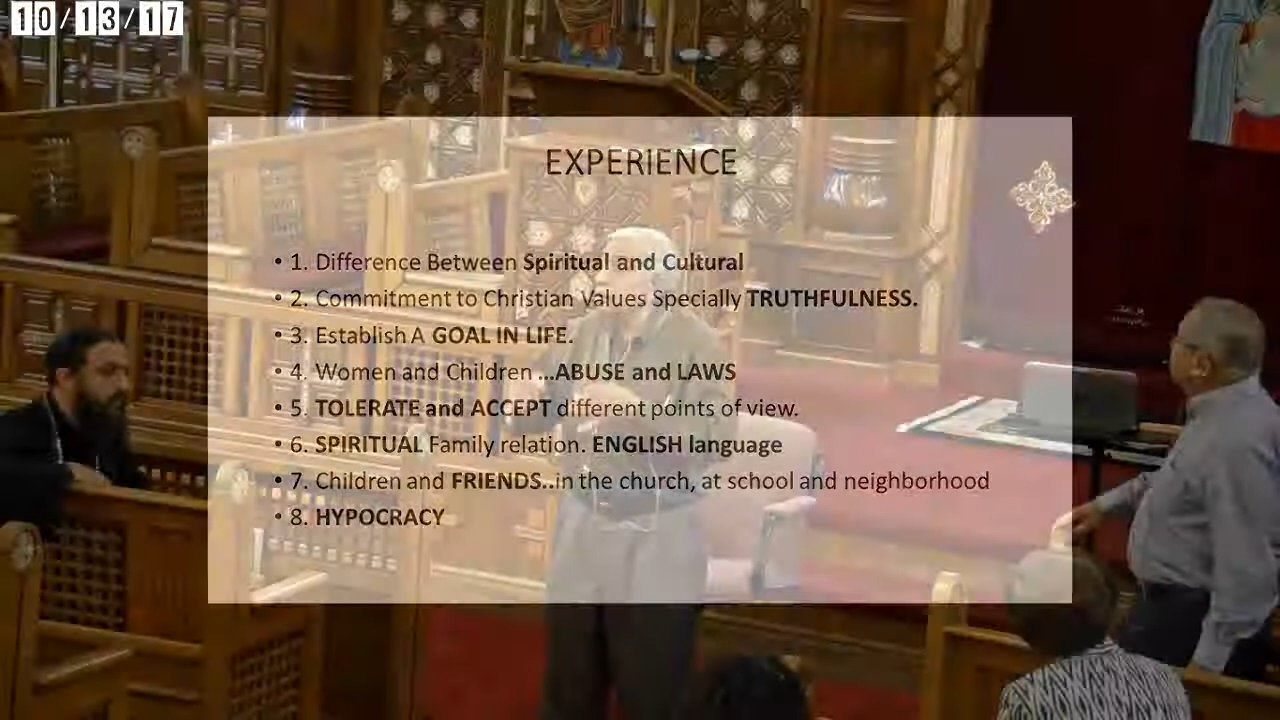 10/13/17
EXPERIENCE
• 1. Difference Between Spiritual and Cultural
• 2. Commitment to Christian Values Specially TRUTHFULNESS.
• 3. Establish A GOAL IN LIFE.
• 4. Women and Children ...ABUSE and LAWS
• 5. TOLERATE and ACCEPT different points of view.
• 6. SPIRITUAL Family relation. ENGLISH language
• 7. Children and FRIENDS..in the church, at school and neighborhood
• 8. HYPOCRACY